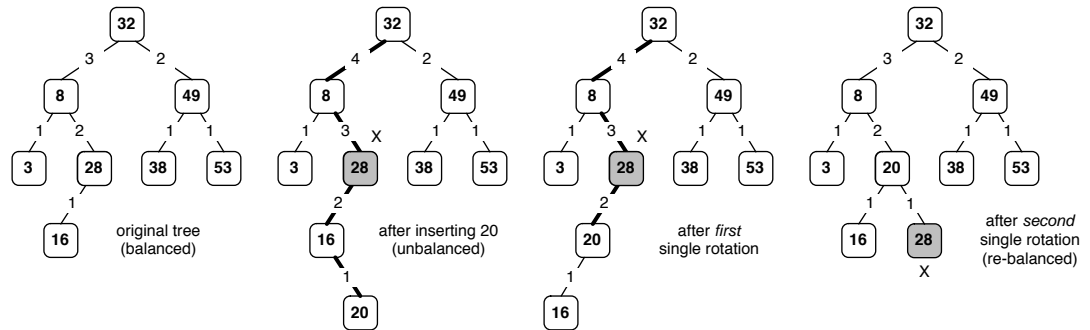 32
3 2
8 49
1 2 1 1
3 28 38 53
1
16
original tree
(balanced)
32
4 2
8 49
1 3 X 1 1
3 28 38 53
2
16
1
20
after inserting 20
(unbalanced)
32
4 2
8 49
1 3 X 1 1
3 28 38 53
2
20
1
16
after first
single rotation
32
3 2
8 49
1 2 1 1
3 20 38 53
1 1
16 28
X
after second
single rotation
(re-balanced)